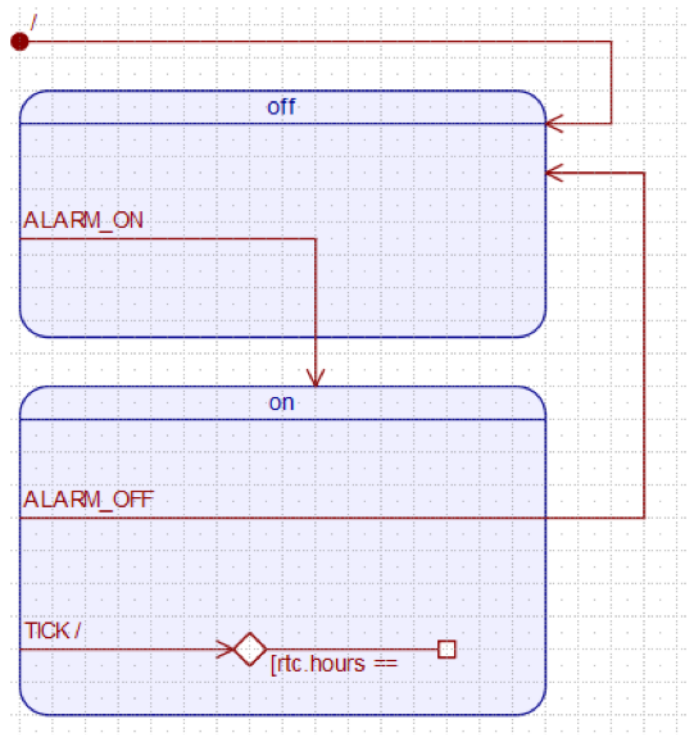 /
off
ALARM_ON
on
ALARM_OFF
TICK /
[rtc.hours ==